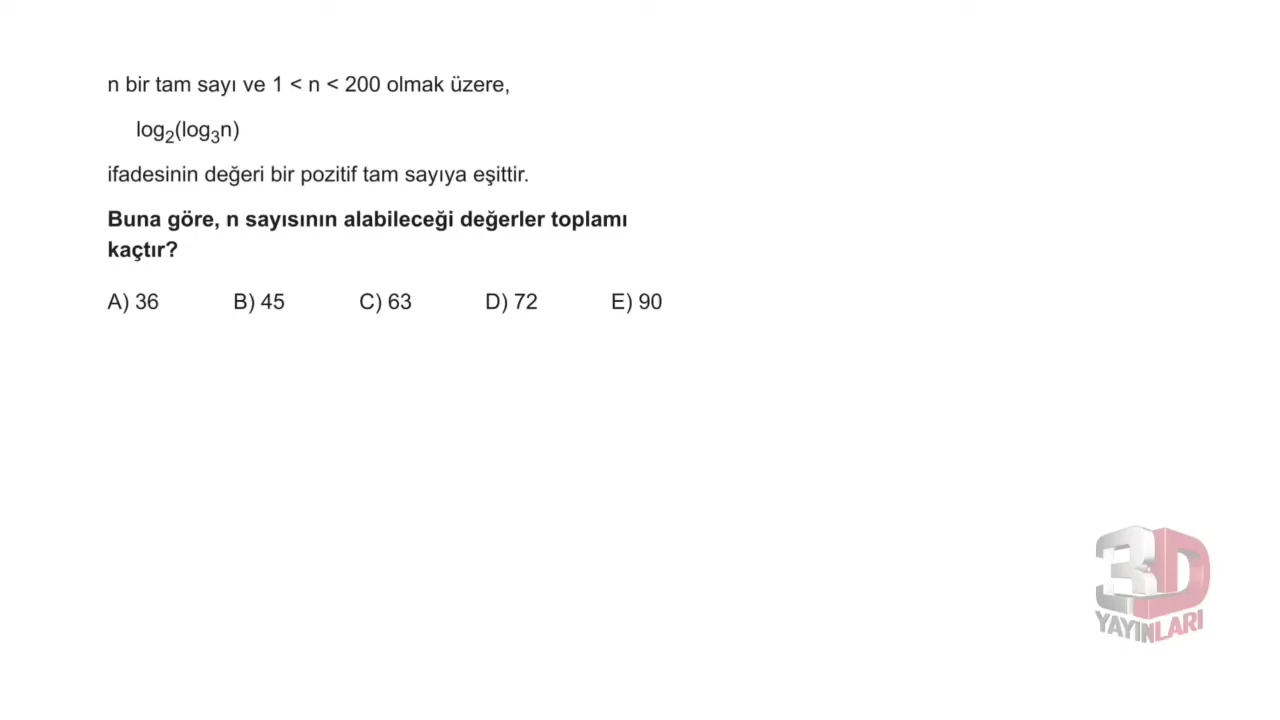 n bir tam sayı ve 1 < n < 200 olmak üzere,
log₂(log₃n)
ifadesinin değeri bir pozitif tam sayıya eşittir.
Buna göre, n sayısının alabileceği değerler toplamı
kaçtır?
A) 36 B) 45 C) 63 D) 72 E) 90
3D
YAYINLARI